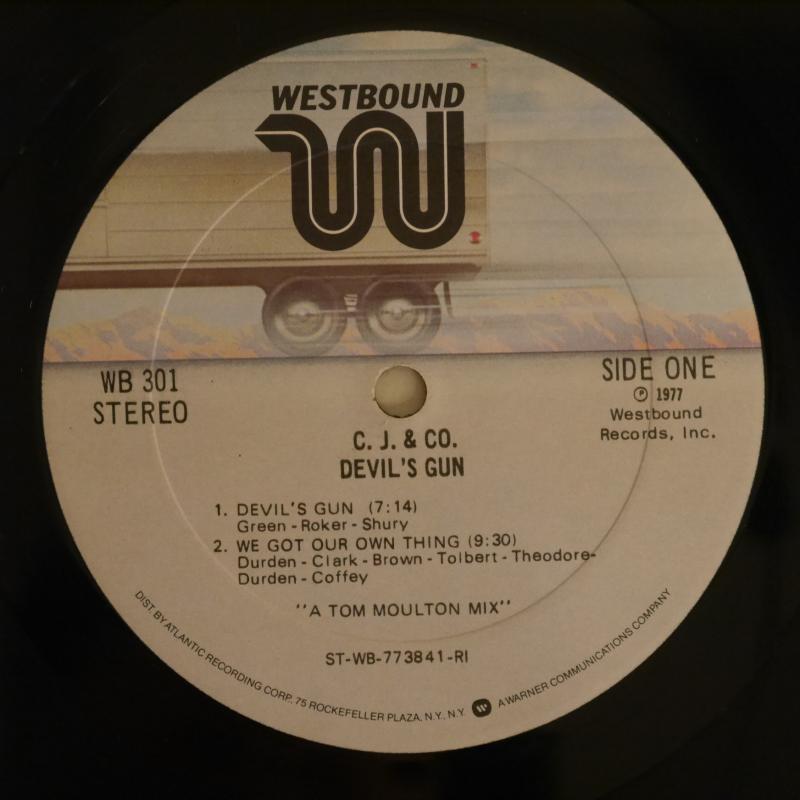 WESTBOUND
WB 301
STEREO
SIDE ONE
Ⓟ 1977
Westbound
Records, Inc.
C. J. & CO.
DEVIL'S GUN
1. DEVIL'S GUN (7:14)
Green - Roker - Shury
2. WE GOT OUR OWN THING (9:30)
Durden - Clark - Brown - Tolbert - Theodore-
Durden - Coffey
''A TOM MOULTON MIX''
ST-WB-773841-RI
DIST. BY ATLANTIC RECORDING CORP., 75 ROCKEFELLER PLAZA, N.Y., N.Y. A WARNER COMMUNICATIONS COMPANY